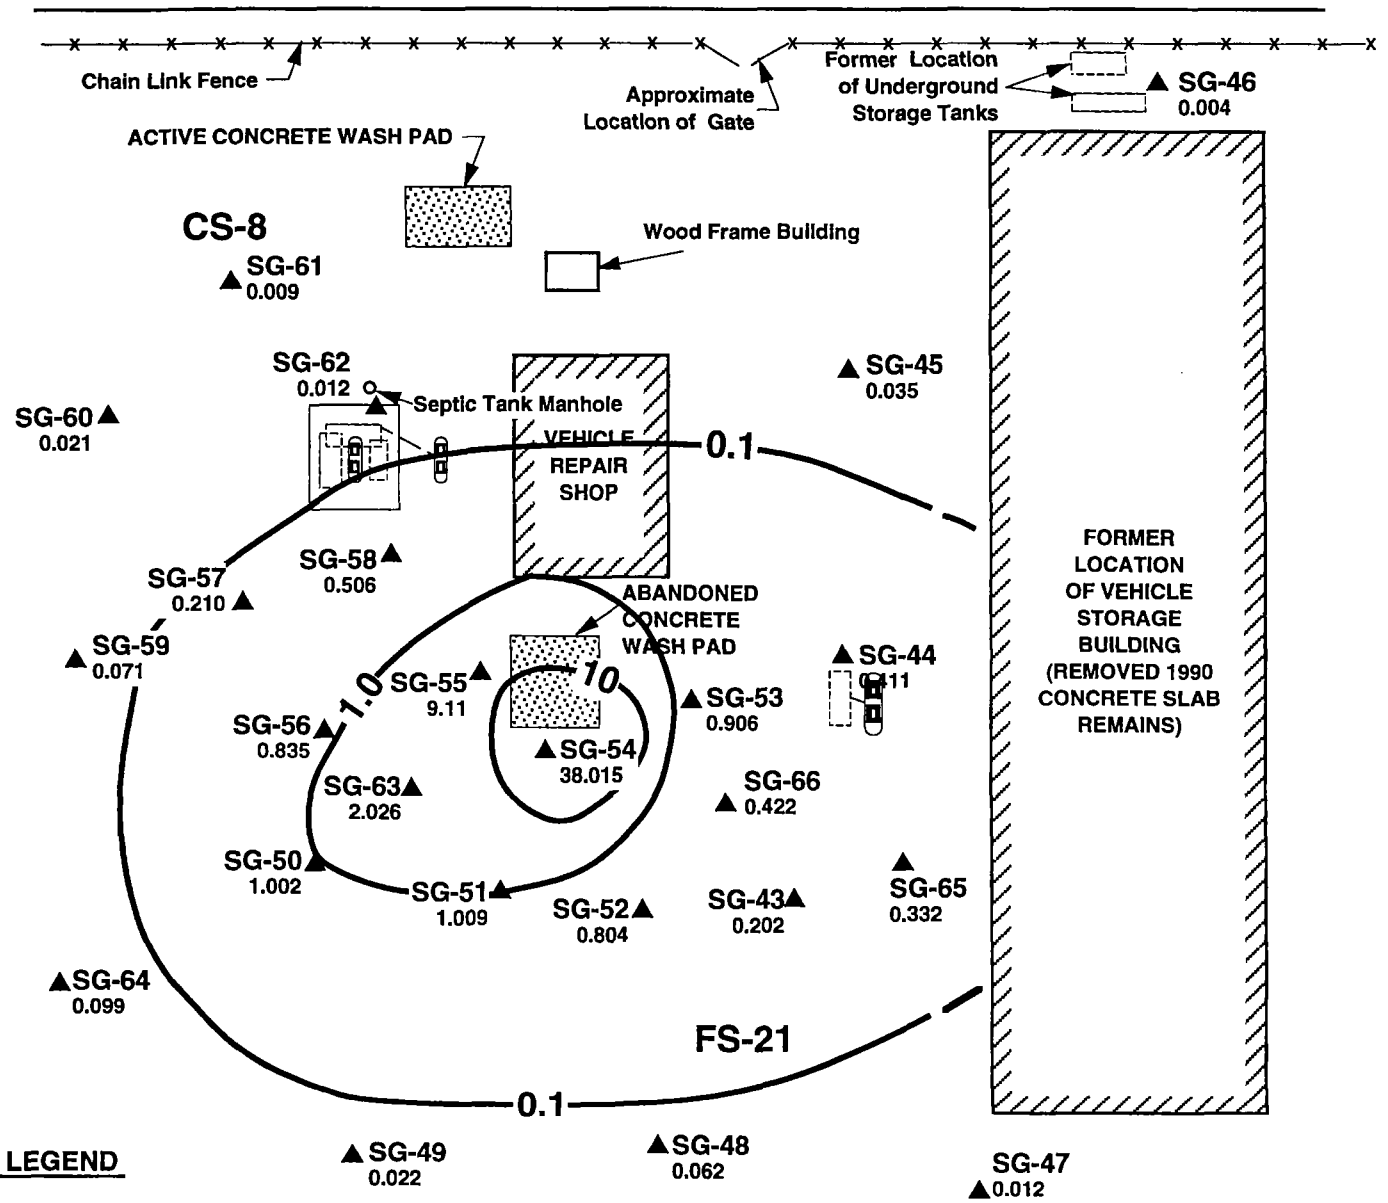 Chain Link Fence
Approximate
Location of Gate
Former Location
of Underground
Storage Tanks
SG-46
0.004
ACTIVE CONCRETE WASH PAD
CS-8
Wood Frame Building
SG-61
0.009
SG-62
0.012
Septic Tank Manhole
SG-45
0.035
SG-60
0.021
VEHICLE
REPAIR
SHOP
0.1
SG-58
0.506
SG-57
0.210
FORMER
LOCATION
OF VEHICLE
STORAGE
BUILDING
(REMOVED 1990
CONCRETE SLAB
REMAINS)
ABANDONED
CONCRETE
WASH PAD
SG-59
0.071
SG-44
0.411
SG-55
9.11
10
1.0
SG-53
0.906
SG-56
0.835
SG-54
38.015
SG-63
2.026
SG-66
0.422
SG-50
1.002
SG-51
1.009
SG-52
0.804
SG-43
0.202
SG-65
0.332
SG-64
0.099
FS-21
0.1
SG-49
0.022
SG-48
0.062
SG-47
0.012
LEGEND